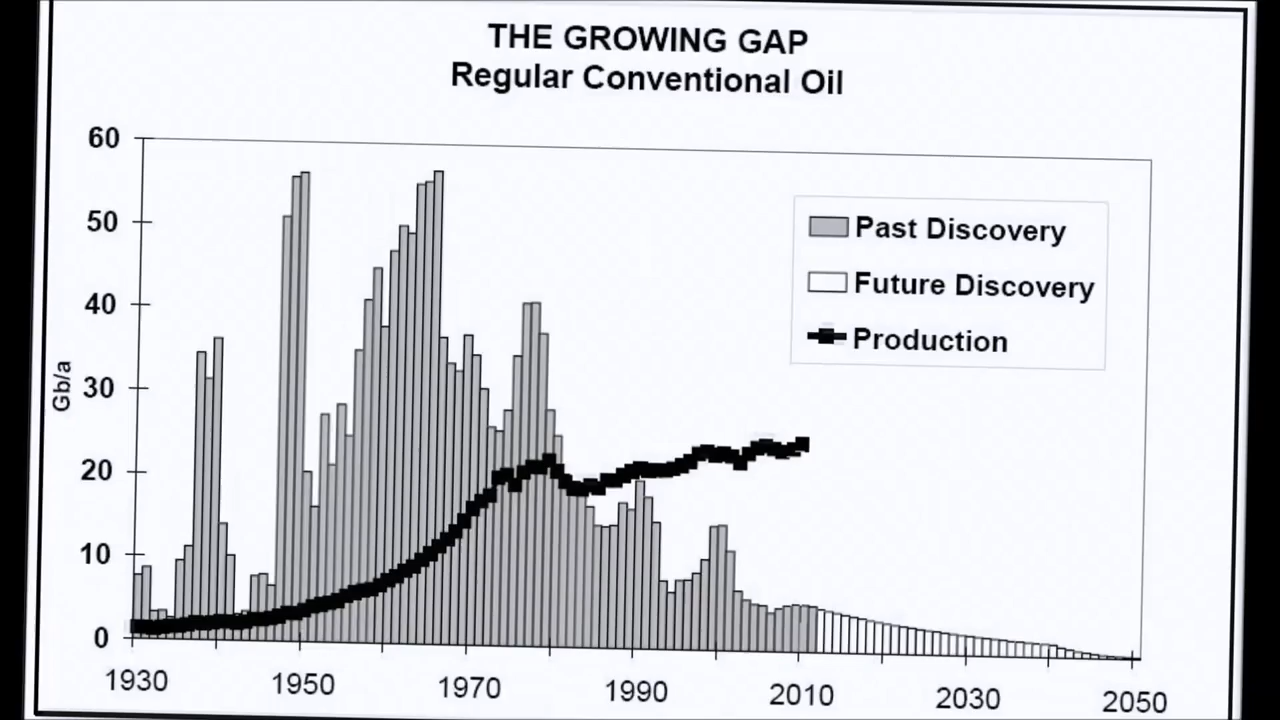 THE GROWING GAP
Regular Conventional Oil
60
50
40
30
20
10
0
Gb/a
Past Discovery
Future Discovery
Production
1930 1950 1970 1990 2010 2030 2050